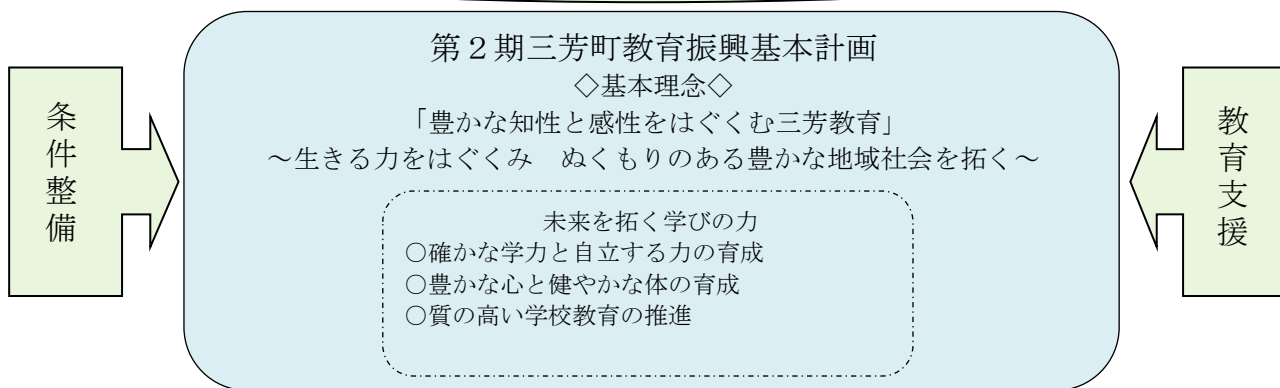 第２期三芳町教育振興基本計画
◇基本理念◇
「豊かな知性と感性をはぐくむ三芳教育」
～生きる力をはぐくみ　ぬくもりのある豊かな地域社会を拓く～
条件整備
教育支援
未来を拓く学びの力
○確かな学力と自立する力の育成
○豊かな心と健やかな体の育成
○質の高い学校教育の推進